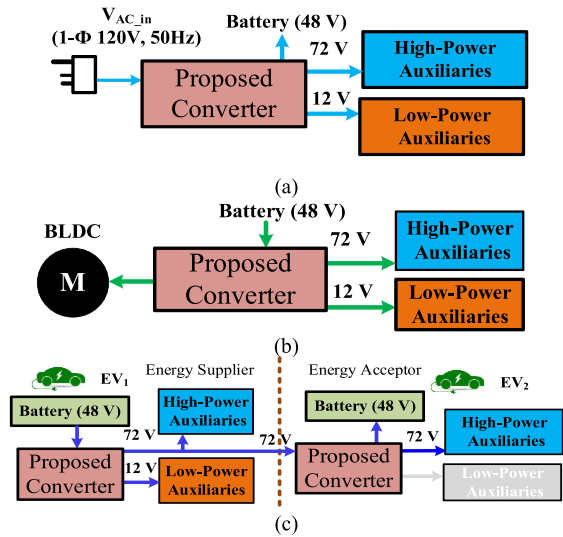 V_AC_in
(1-Φ 120V, 50Hz)
Battery (48 V)
72 V
High-Power
Auxiliaries
Proposed
Converter
12 V
Low-Power
Auxiliaries
(a)
Battery (48 V)
BLDC
72 V
High-Power
Auxiliaries
M
Proposed
Converter
12 V
Low-Power
Auxiliaries
(b)
EV₁
Energy Supplier
Energy Acceptor
EV₂
Battery (48 V)
High-Power
Auxiliaries
Battery (48 V)
High-Power
Auxiliaries
72 V
72 V
72 V
Proposed
Converter
12 V
Low-Power
Auxiliaries
Proposed
Converter
Low-Power
Auxiliaries
(c)